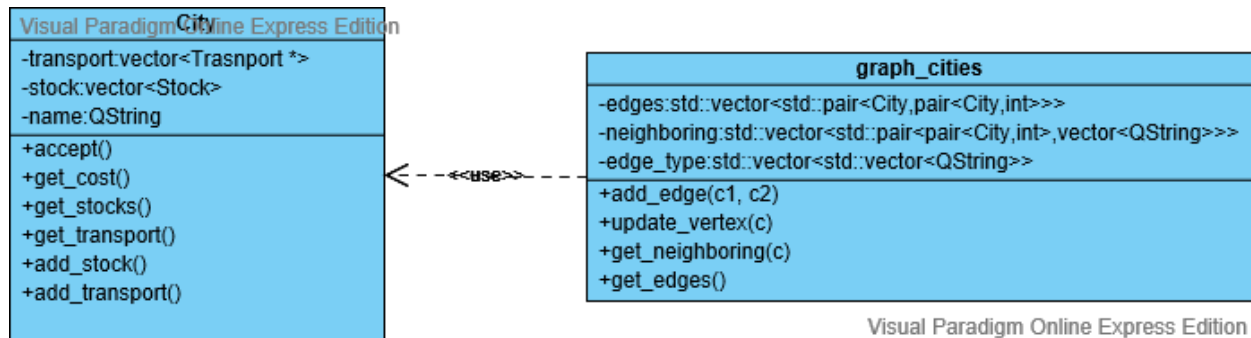 Visual Paradigm Online Express Edition
City
-transport:vector<Trasnport *>
-stock:vector<Stock>
-name:QString
+accept()
+get_cost()
+get_stocks()
+get_transport()
+add_stock()
+add_transport()
<<use>>
graph_cities
-edges:std::vector<std::pair<City,pair<City,int>>>
-neighboring:std::vector<std::pair<pair<City,int>,vector<QString>>>
-edge_type:std::vector<std::vector<QString>>
+add_edge(c1, c2)
+update_vertex(c)
+get_neighboring(c)
+get_edges()
Visual Paradigm Online Express Edition